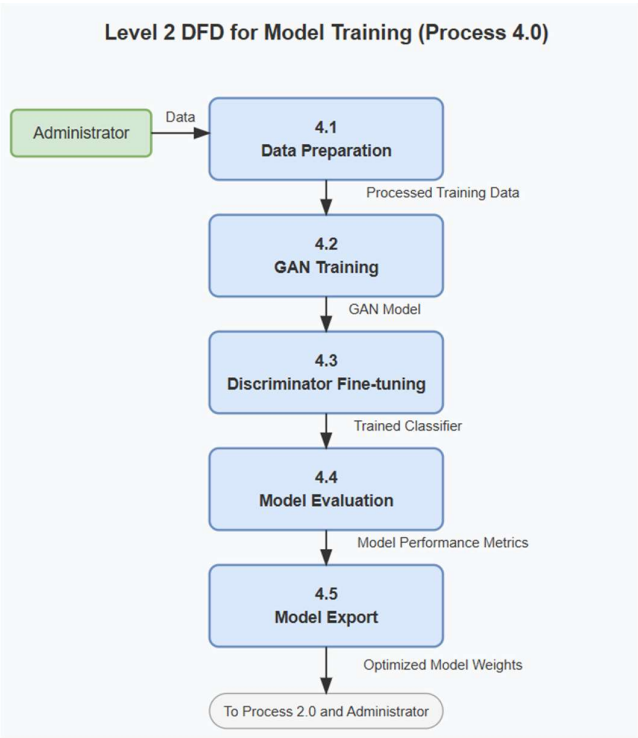 Level 2 DFD for Model Training (Process 4.0)
Administrator
Data
4.1
Data Preparation
Processed Training Data
4.2
GAN Training
GAN Model
4.3
Discriminator Fine-tuning
Trained Classifier
4.4
Model Evaluation
Model Performance Metrics
4.5
Model Export
Optimized Model Weights
To Process 2.0 and Administrator